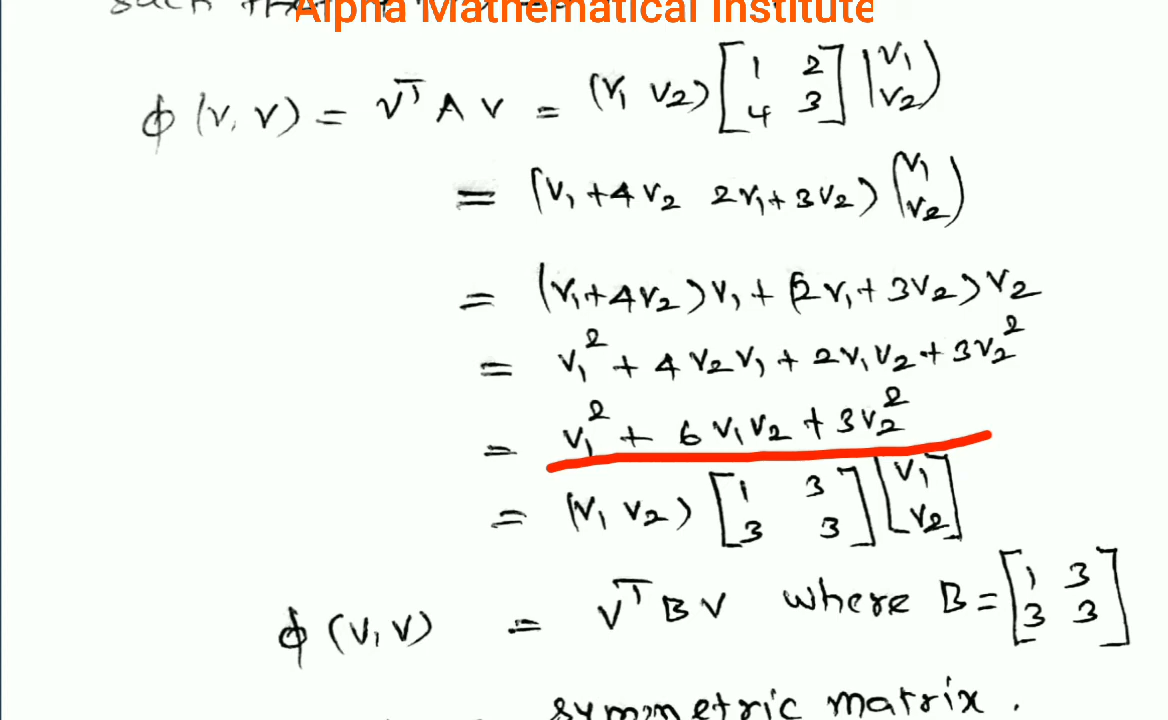 Alpha Mathematical Institute
ϕ (v, v) = vᵀ A v = (v₁ v₂) [1 2 4 3] (v₁ v₂)
= (v₁ + 4v₂ 2v₁ + 3v₂) (v₁ v₂)
= (v₁ + 4v₂) v₁ + (2v₁ + 3v₂) v₂
= v₁² + 4v₂v₁ + 2v₁v₂ + 3v₂²
= v₁² + 6v₁v₂ + 3v₂²
= (v₁ v₂) [1 3 3 3] [v₁ v₂]
ϕ (v, v) = vᵀ B v where B = [1 3 3 3]
symmetric matrix.